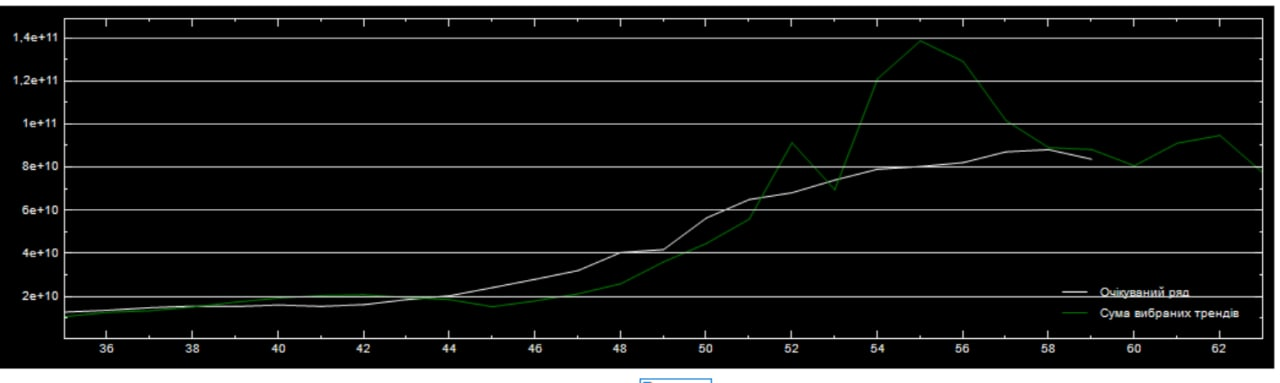 1,4e+11
1,2e+11
1e+11
8e+10
6e+10
4e+10
2e+10
Очікуваний ряд
Сума вибраних трендів
36 38 40 42 44 46 48 50 52 54 56 58 60 62